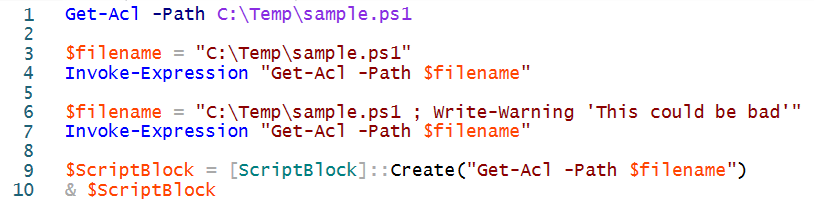 1 Get-Acl -Path C:\Temp\sample.ps1
2
3 $filename = "C:\Temp\sample.ps1"
4 Invoke-Expression "Get-Acl -Path $filename"
5
6 $filename = "C:\Temp\sample.ps1 ; Write-Warning 'This could be bad'"
7 Invoke-Expression "Get-Acl -Path $filename"
8
9 $ScriptBlock = [ScriptBlock]::Create("Get-Acl -Path $filename")
10 & $ScriptBlock